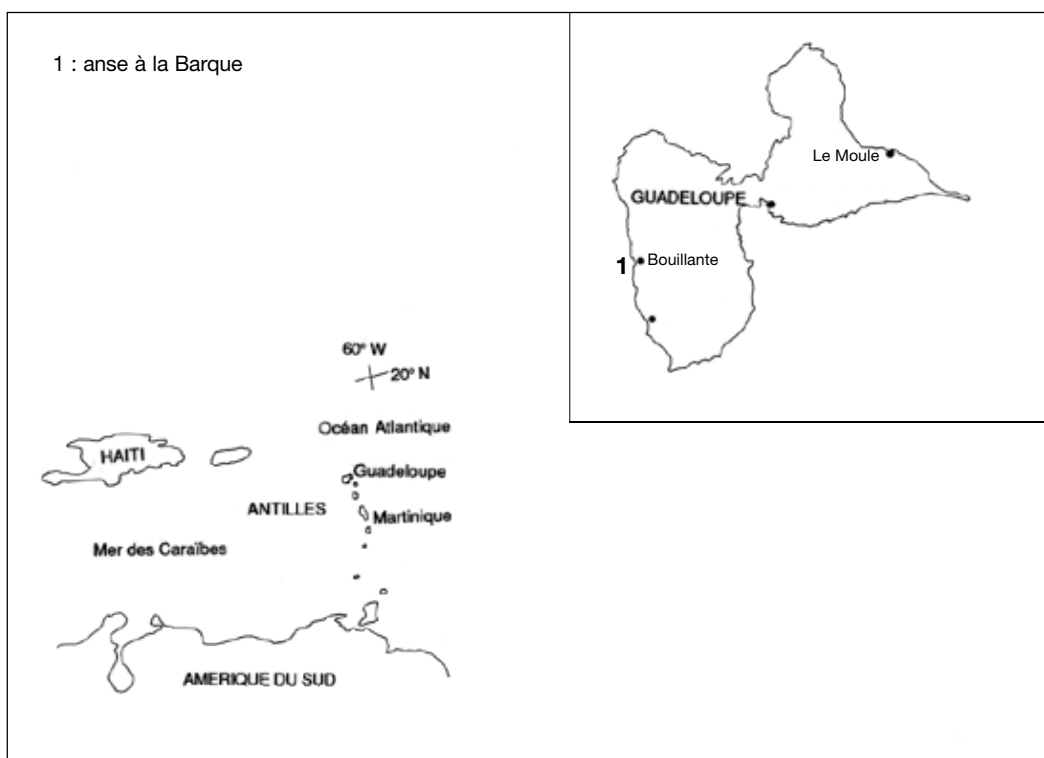 1 : anse à la Barque
Le Moule
GUADELOUPE
1
Bouillante
60° W
20° N
Océan Atlantique
HAITI
Guadeloupe
ANTILLES
Martinique
Mer des Caraïbes
AMÉRIQUE DU SUD